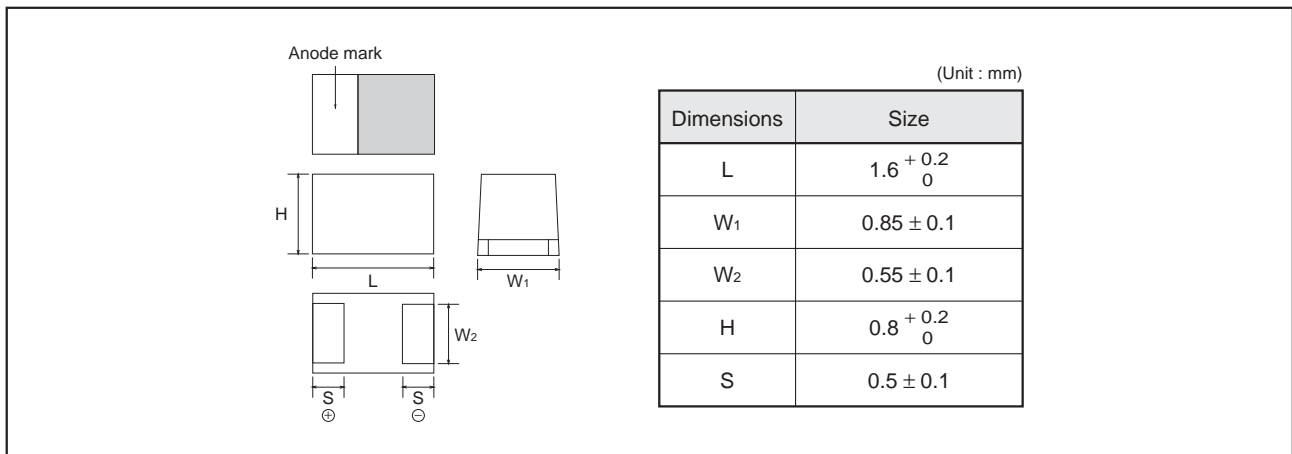 Anode mark
H
L
W1
W2
S
⊕
S
⊖
(Unit : mm)
Dimensions Size
L 1.6 + 0.2 0
W1 0.85 ± 0.1
W2 0.55 ± 0.1
H 0.8 + 0.2 0
S 0.5 ± 0.1